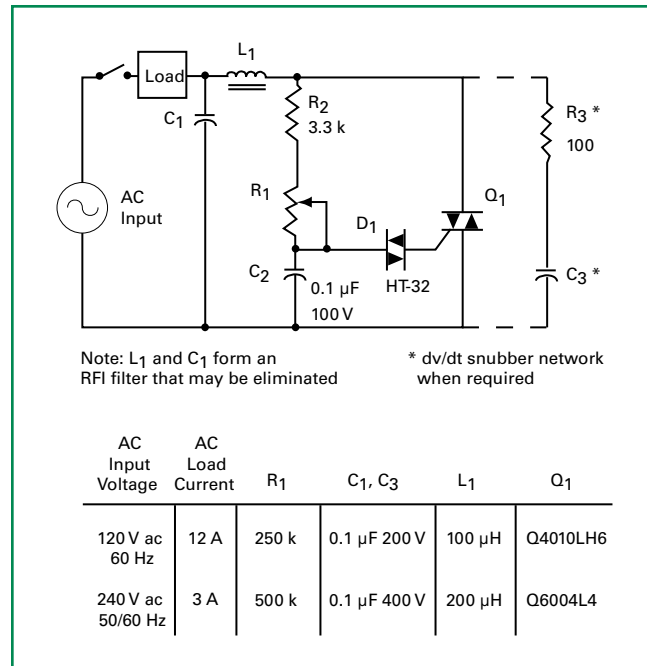 L1
Load
C1
R2
3.3 k
R3 *
100
AC
Input
R1
D1
Q1
C2
0.1 µF
100 V
HT-32
C3 *
Note: L1 and C1 form an
RFI filter that may be eliminated
* dv/dt snubber network
when required
AC
Input
Voltage
AC
Load
Current
R1
C1, C3
L1
Q1
120 V ac
60 Hz
12 A
250 k
0.1 µF 200 V
100 µH
Q4010LH6
240 V ac
50/60 Hz
3 A
500 k
0.1 µF 400 V
200 µH
Q6004L4